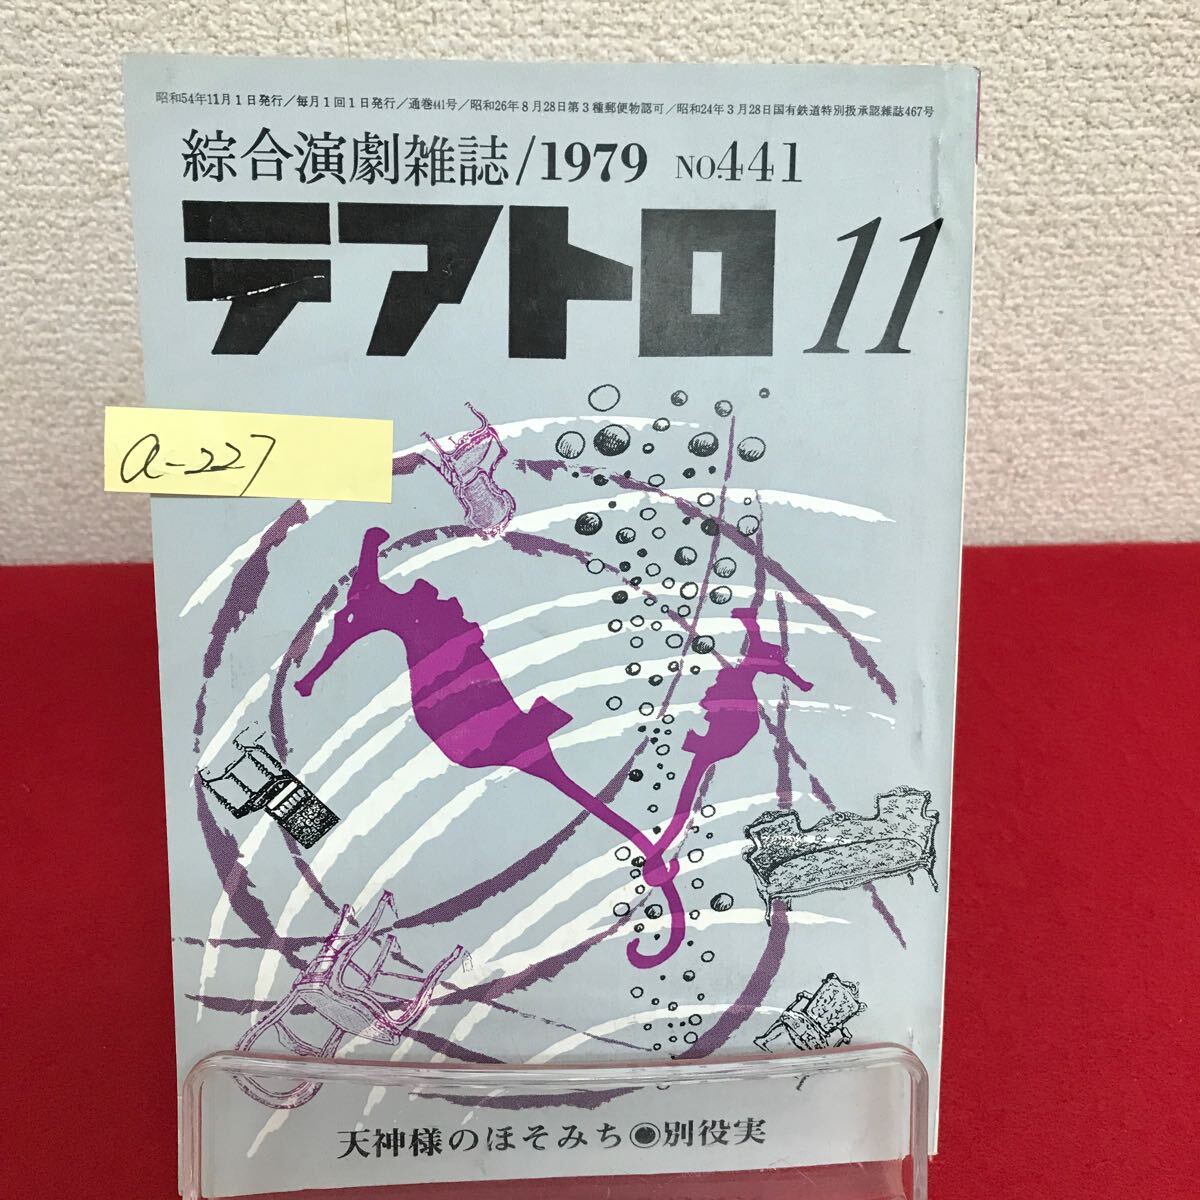 昭和54年11月1日発行／毎月1回1日発行／通巻441号／昭和26年8月28日第3種郵便物認可／昭和24年3月28日国有鉄道特別扱承認雑誌467号
綜合演劇雑誌/1979 NO.441
テアトロ 11
a-227
天神様のほそみち◉別役実